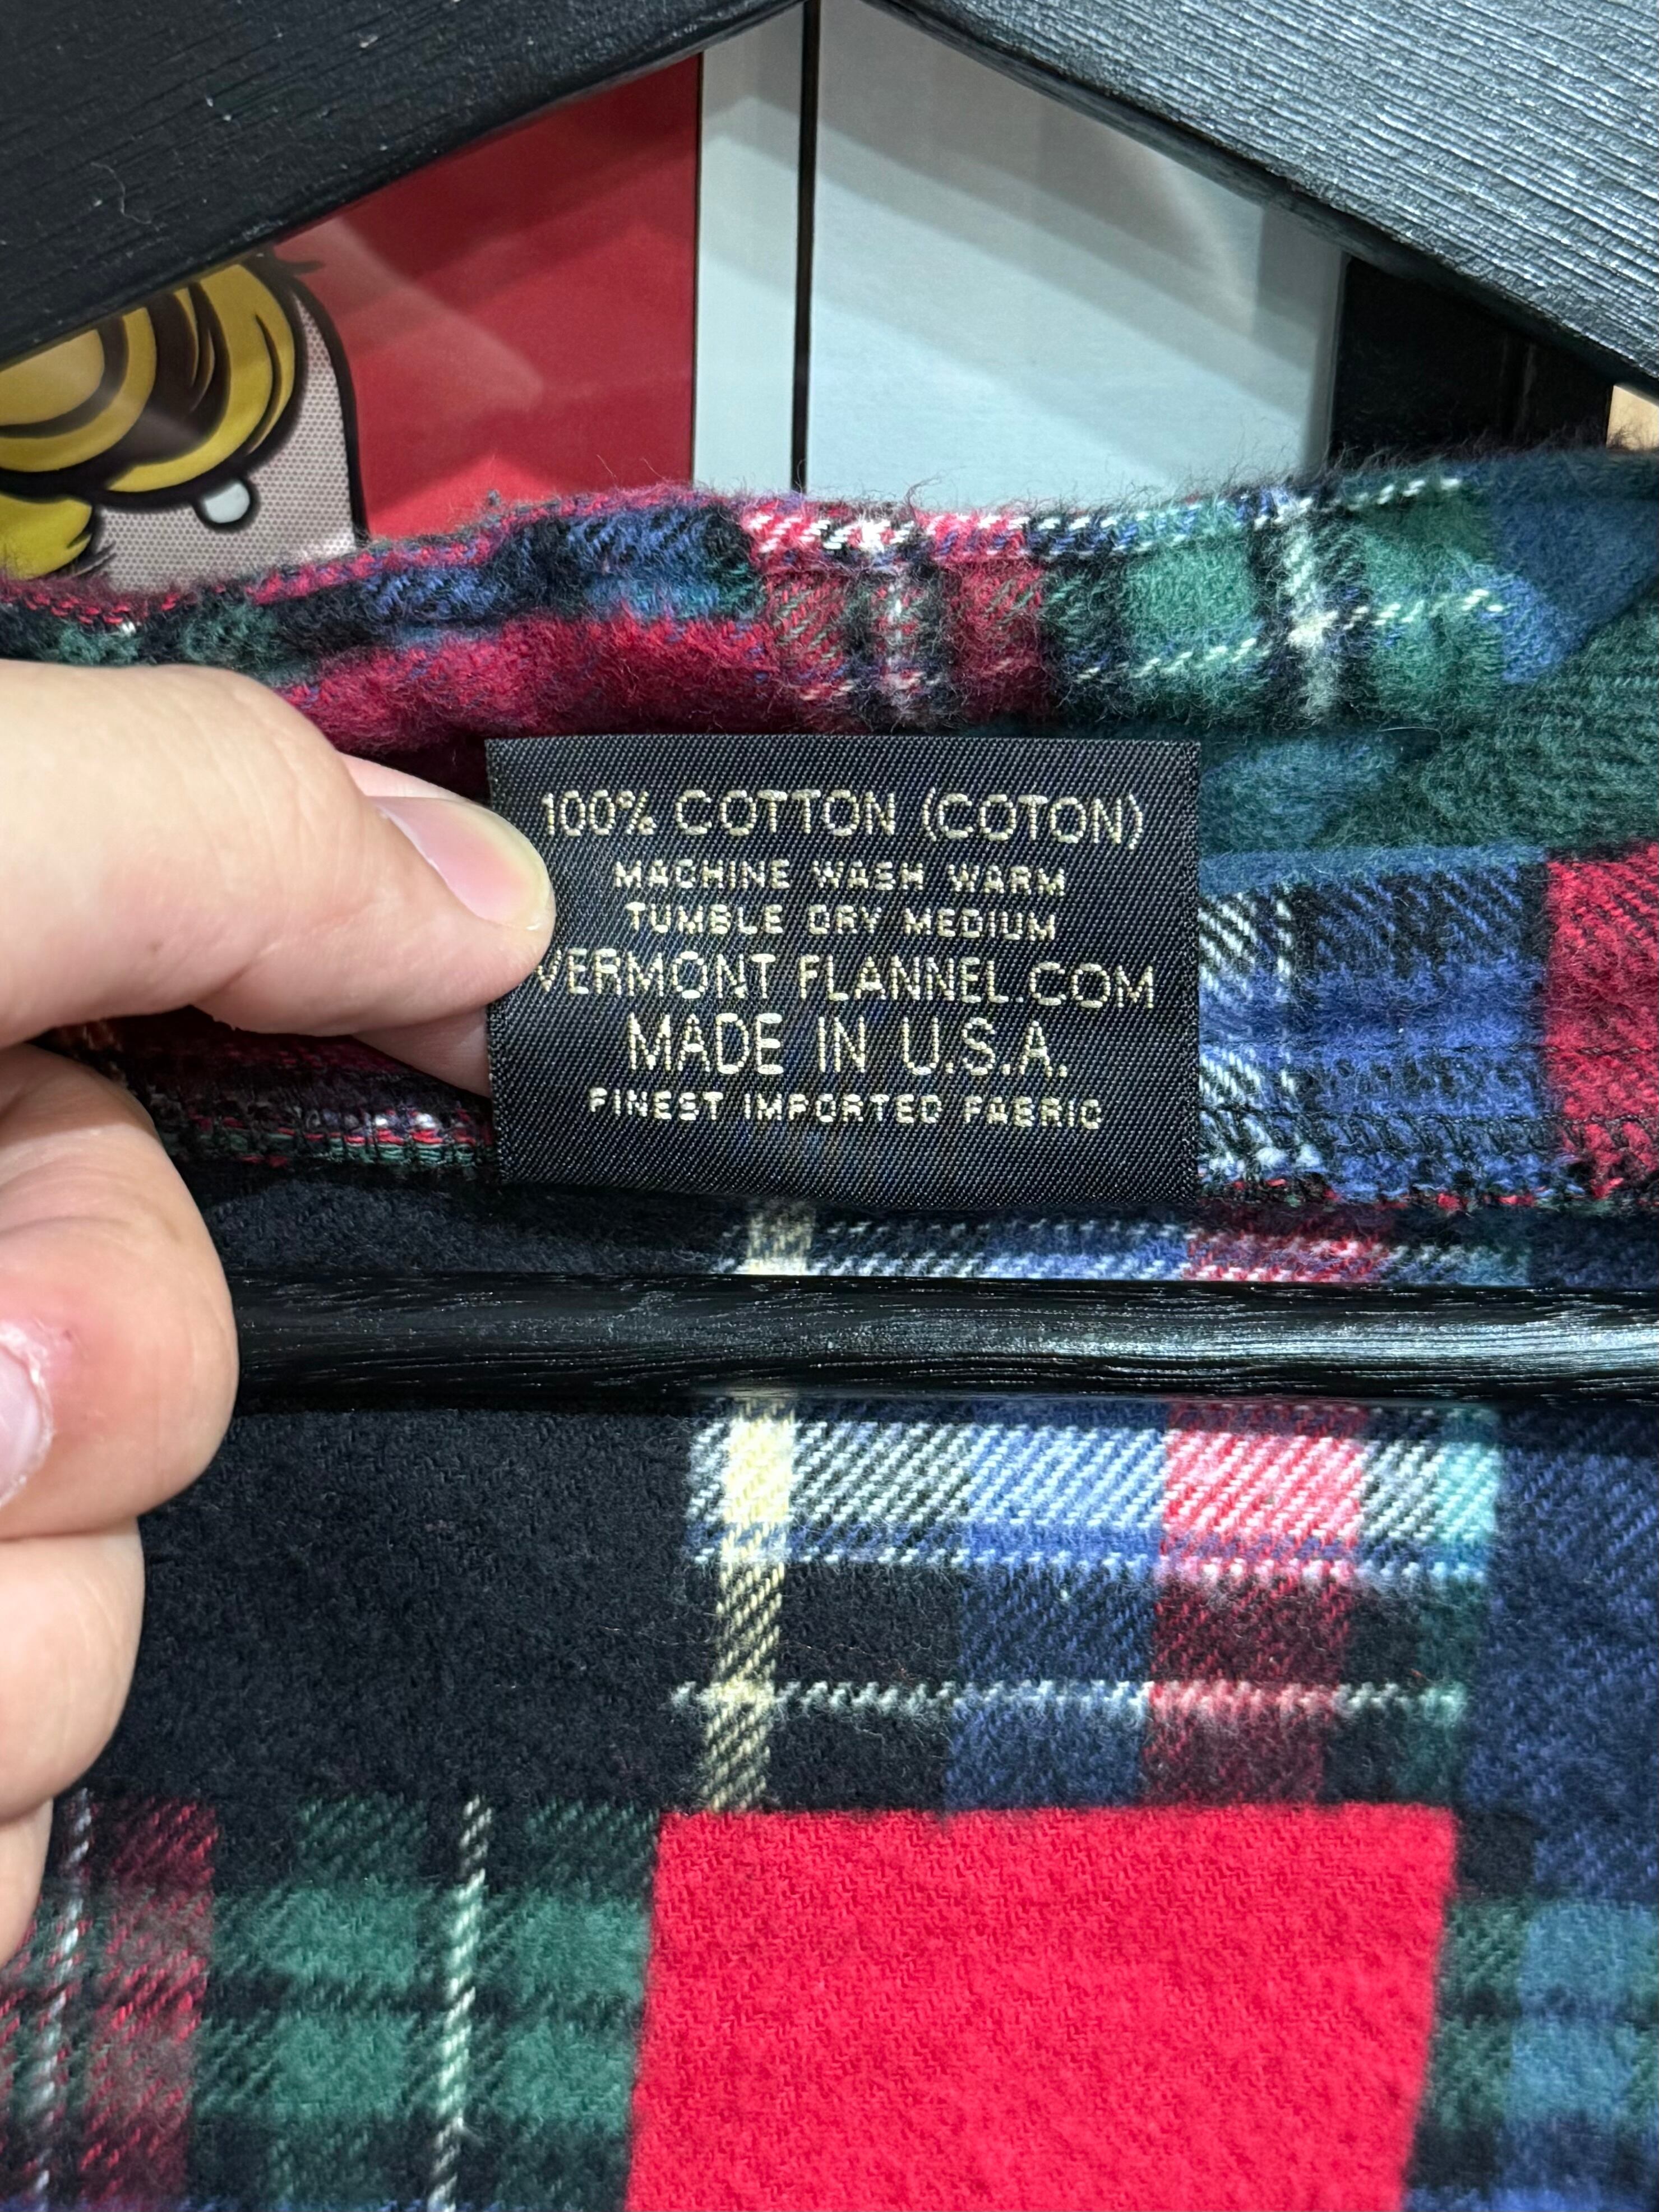 100% COTTON (COTON)
MACHINE WASH WARM
TUMBLE DRY MEDIUM
VERMONT FLANNEL.COM
MADE IN U.S.A.
FINEST IMPORTED FABRIC